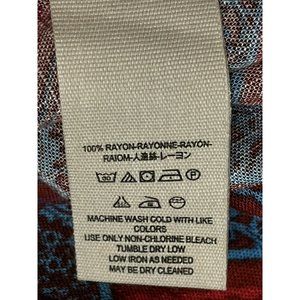 100% RAYON-RAYONNE-RAYÓN-
RAIOM-人造絲-レーヨン
MACHINE WASH COLD WITH LIKE
COLORS
USE ONLY NON-CHLORINE BLEACH
TUMBLE DRY LOW
LOW IRON AS NEEDED
MAY BE DRY CLEANED